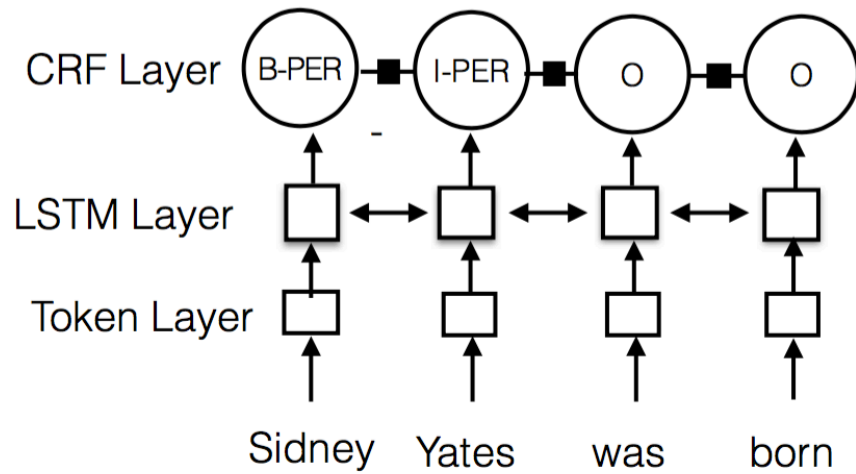 CRF Layer B-PER I-PER O O
-
LSTM Layer
Token Layer
Sidney Yates was born